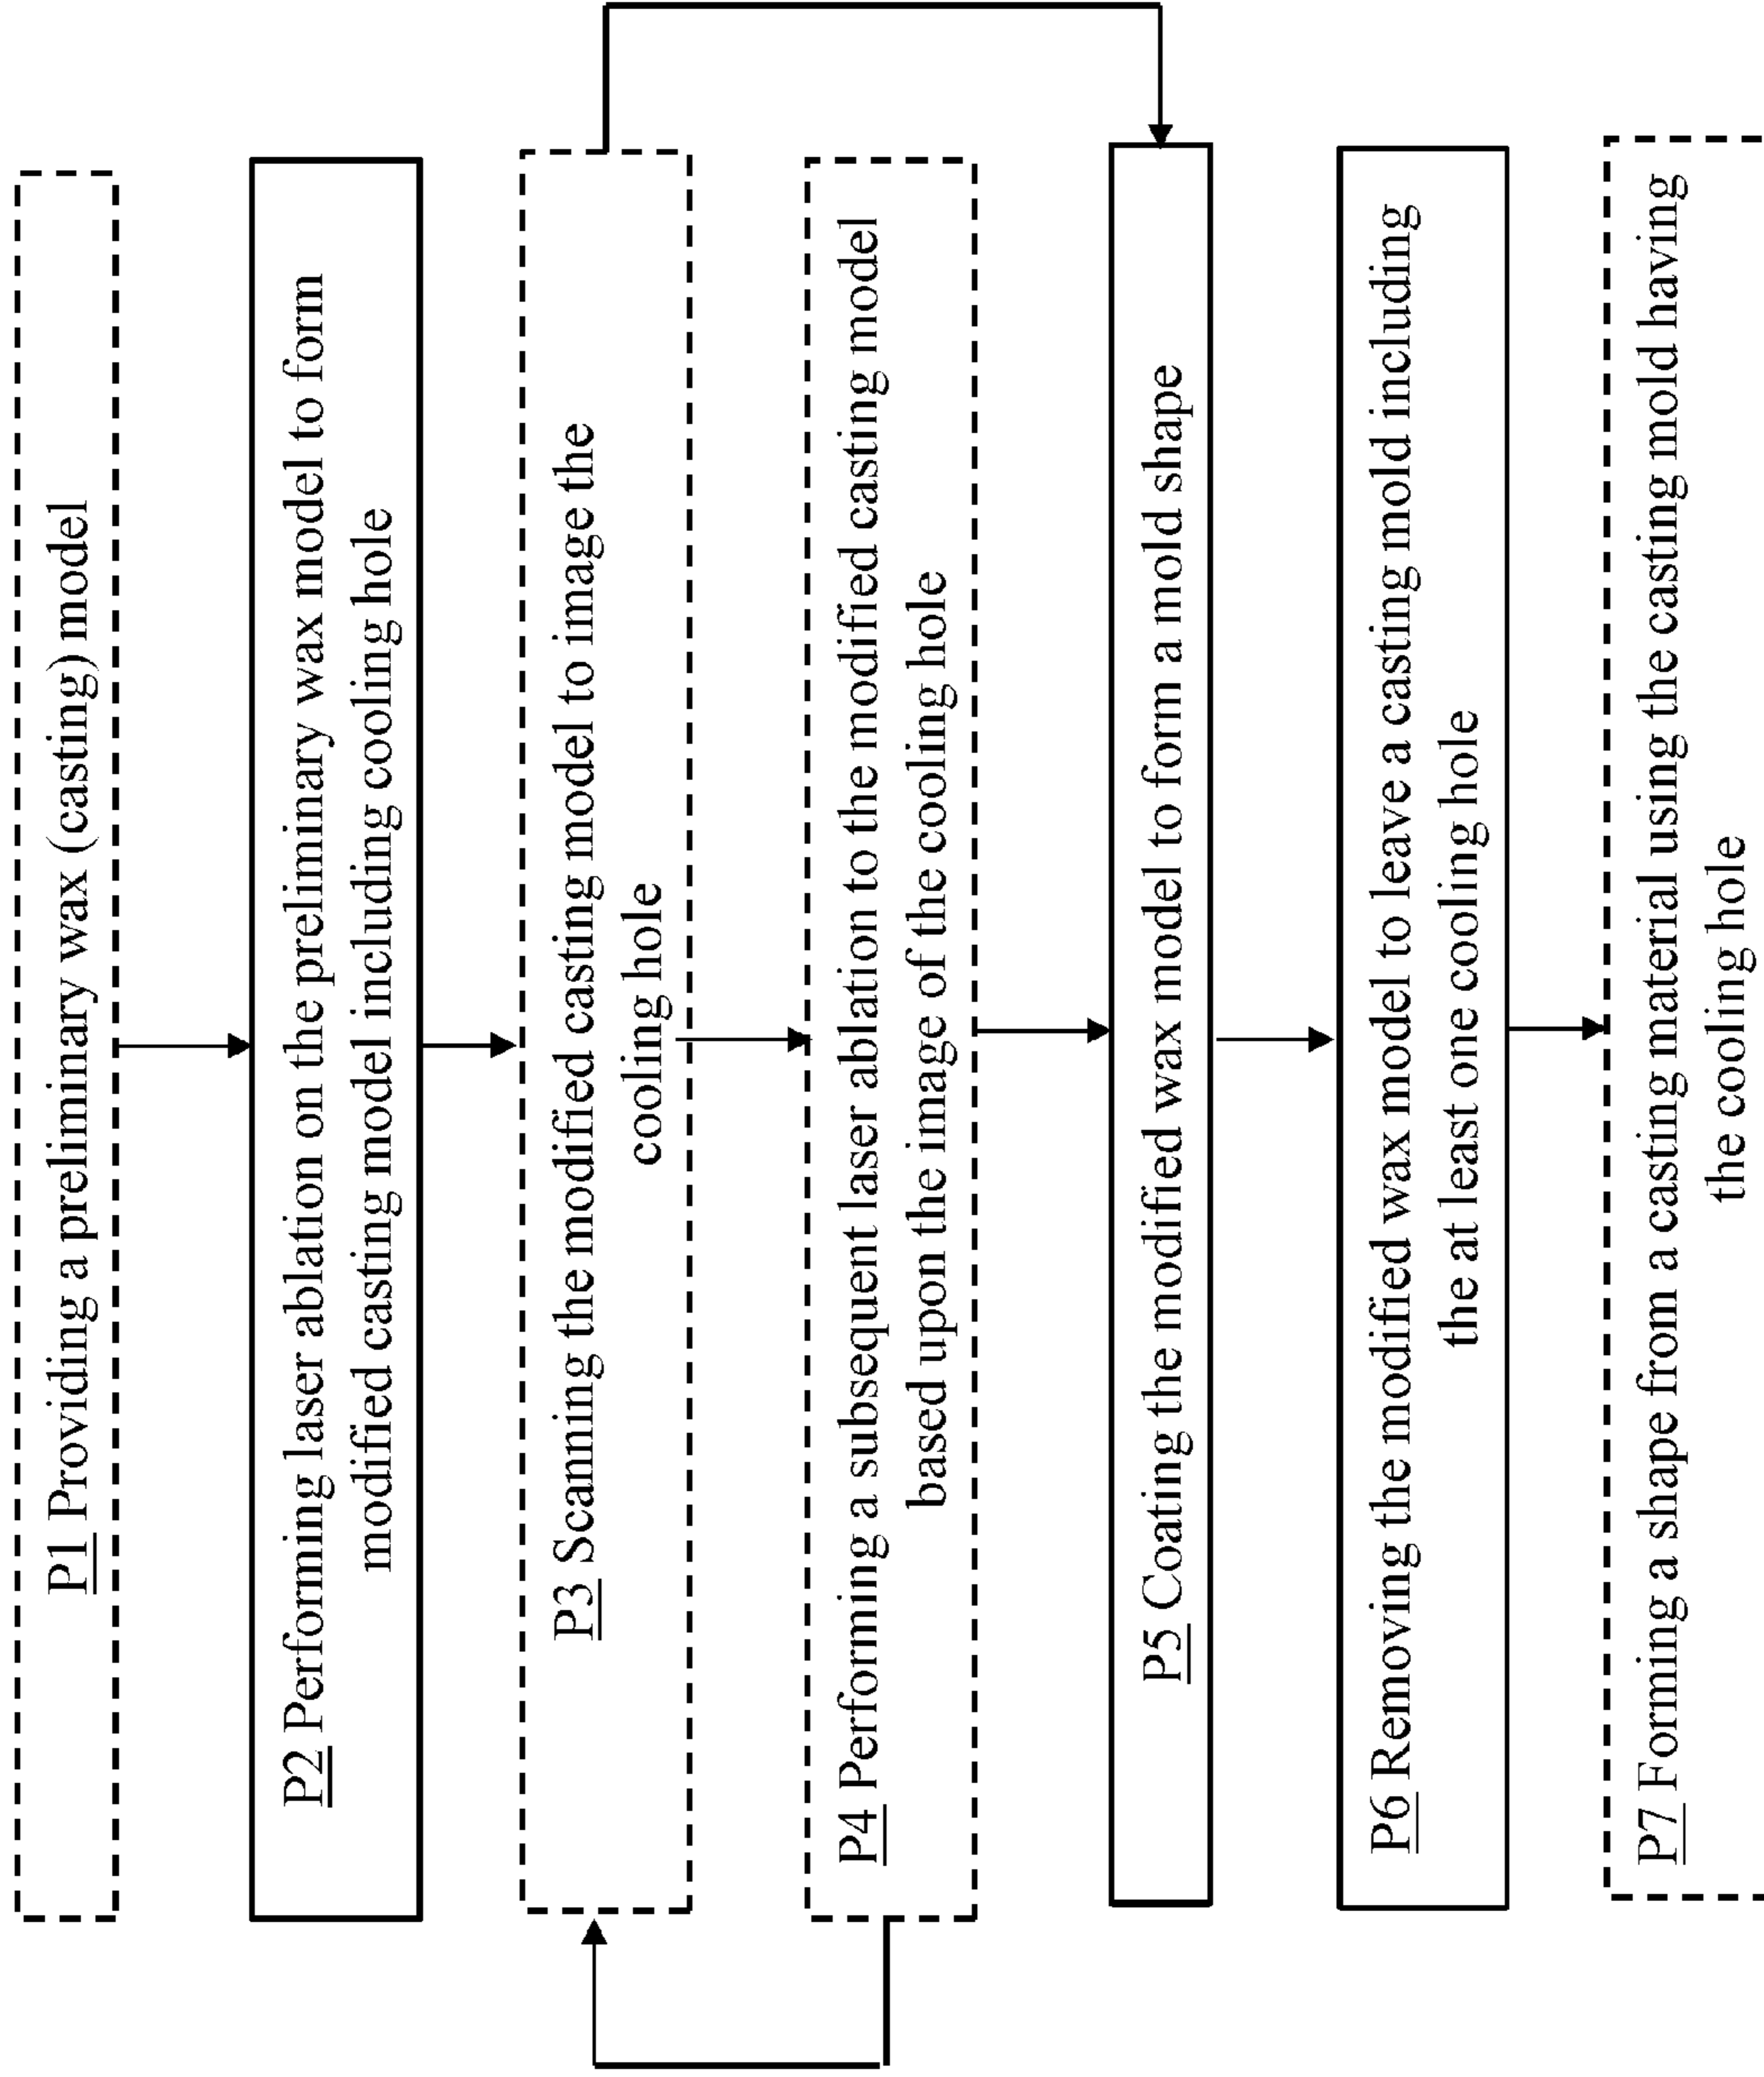 P1 Providing a preliminary wax (casting) model
P2 Performing laser ablation on the preliminary wax model to form
modified casting model including cooling hole
P3 Scanning the modified casting model to image the
cooling hole
P4 Performing a subsequent laser ablation to the modified casting model
based upon the image of the cooling hole
P5 Coating the modified wax model to form a mold shape
P6 Removing the modified wax model to leave a casting mold including
the at least one cooling hole
P7 Forming a shape from a casting material using the casting mold having
the cooling hole